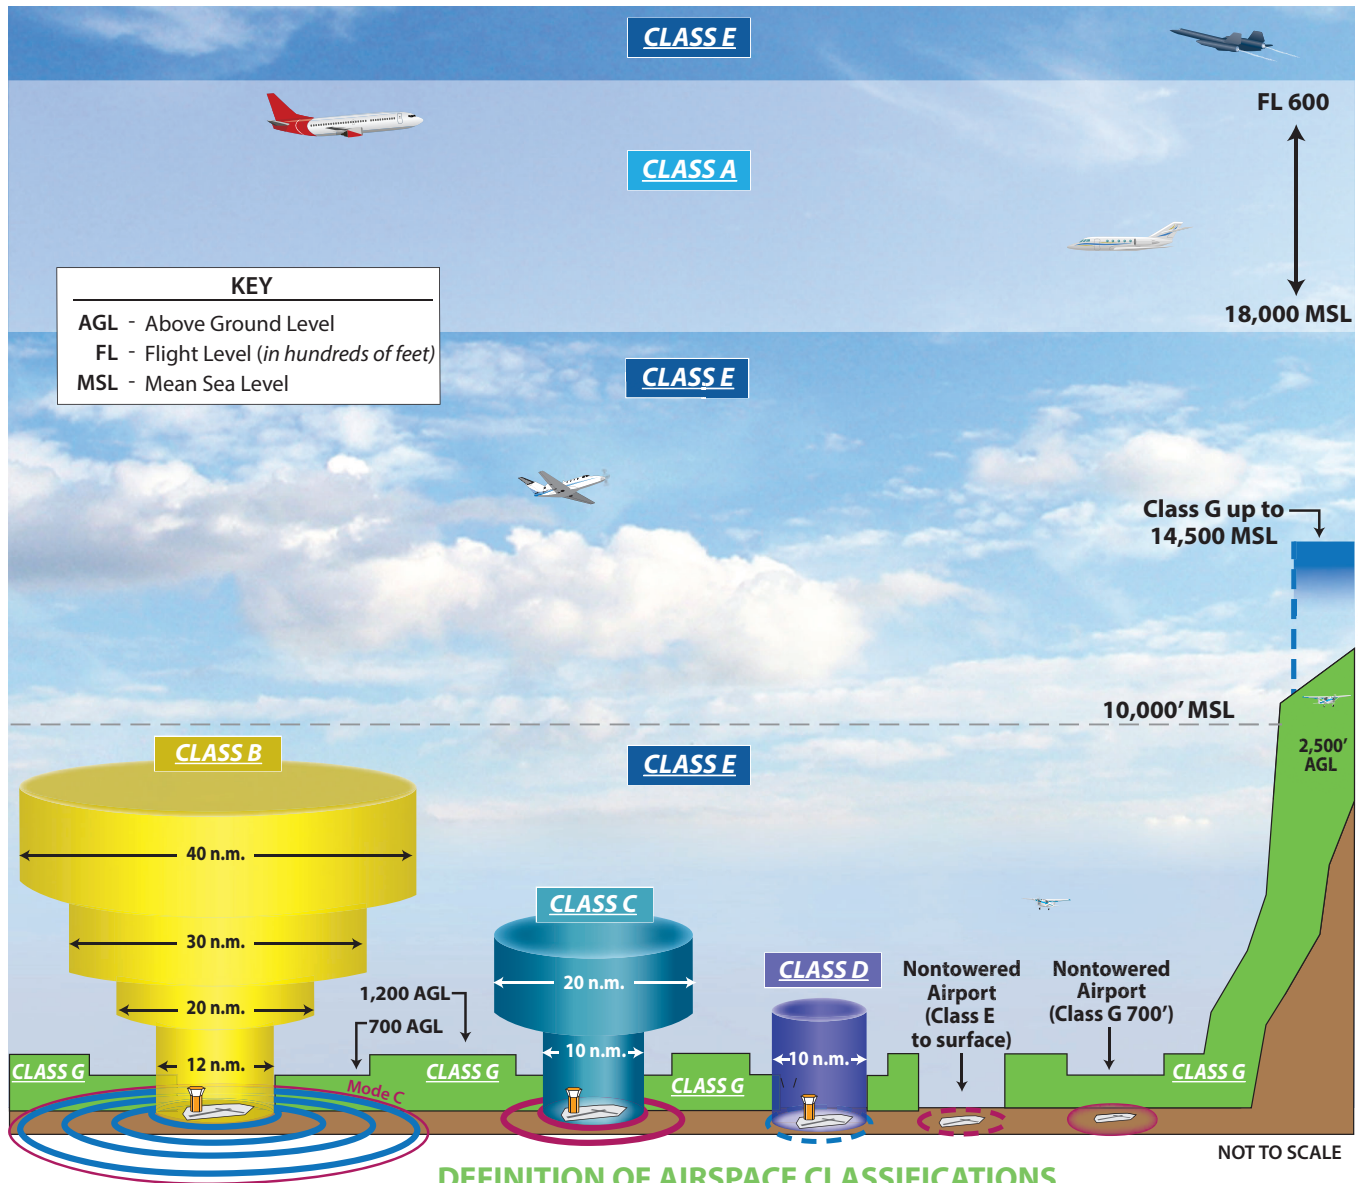 CLASS E
FL 600
CLASS A
18,000 MSL
KEY
AGL - Above Ground Level
FL - Flight Level (in hundreds of feet)
MSL - Mean Sea Level
CLASS E
Class G up to
14,500 MSL
10,000’ MSL
2,500’
AGL
CLASS B
CLASS E
40 n.m.
30 n.m.
20 n.m.
12 n.m.
CLASS C
20 n.m.
10 n.m.
CLASS D
10 n.m.
Nontowered
Airport
(Class E
to surface)
Nontowered
Airport
(Class G 700’)
1,200 AGL
700 AGL
CLASS G
CLASS G
CLASS G
CLASS G
Mode C
NOT TO SCALE
DEFINITION OF AIRSPACE CLASSIFICATIONS